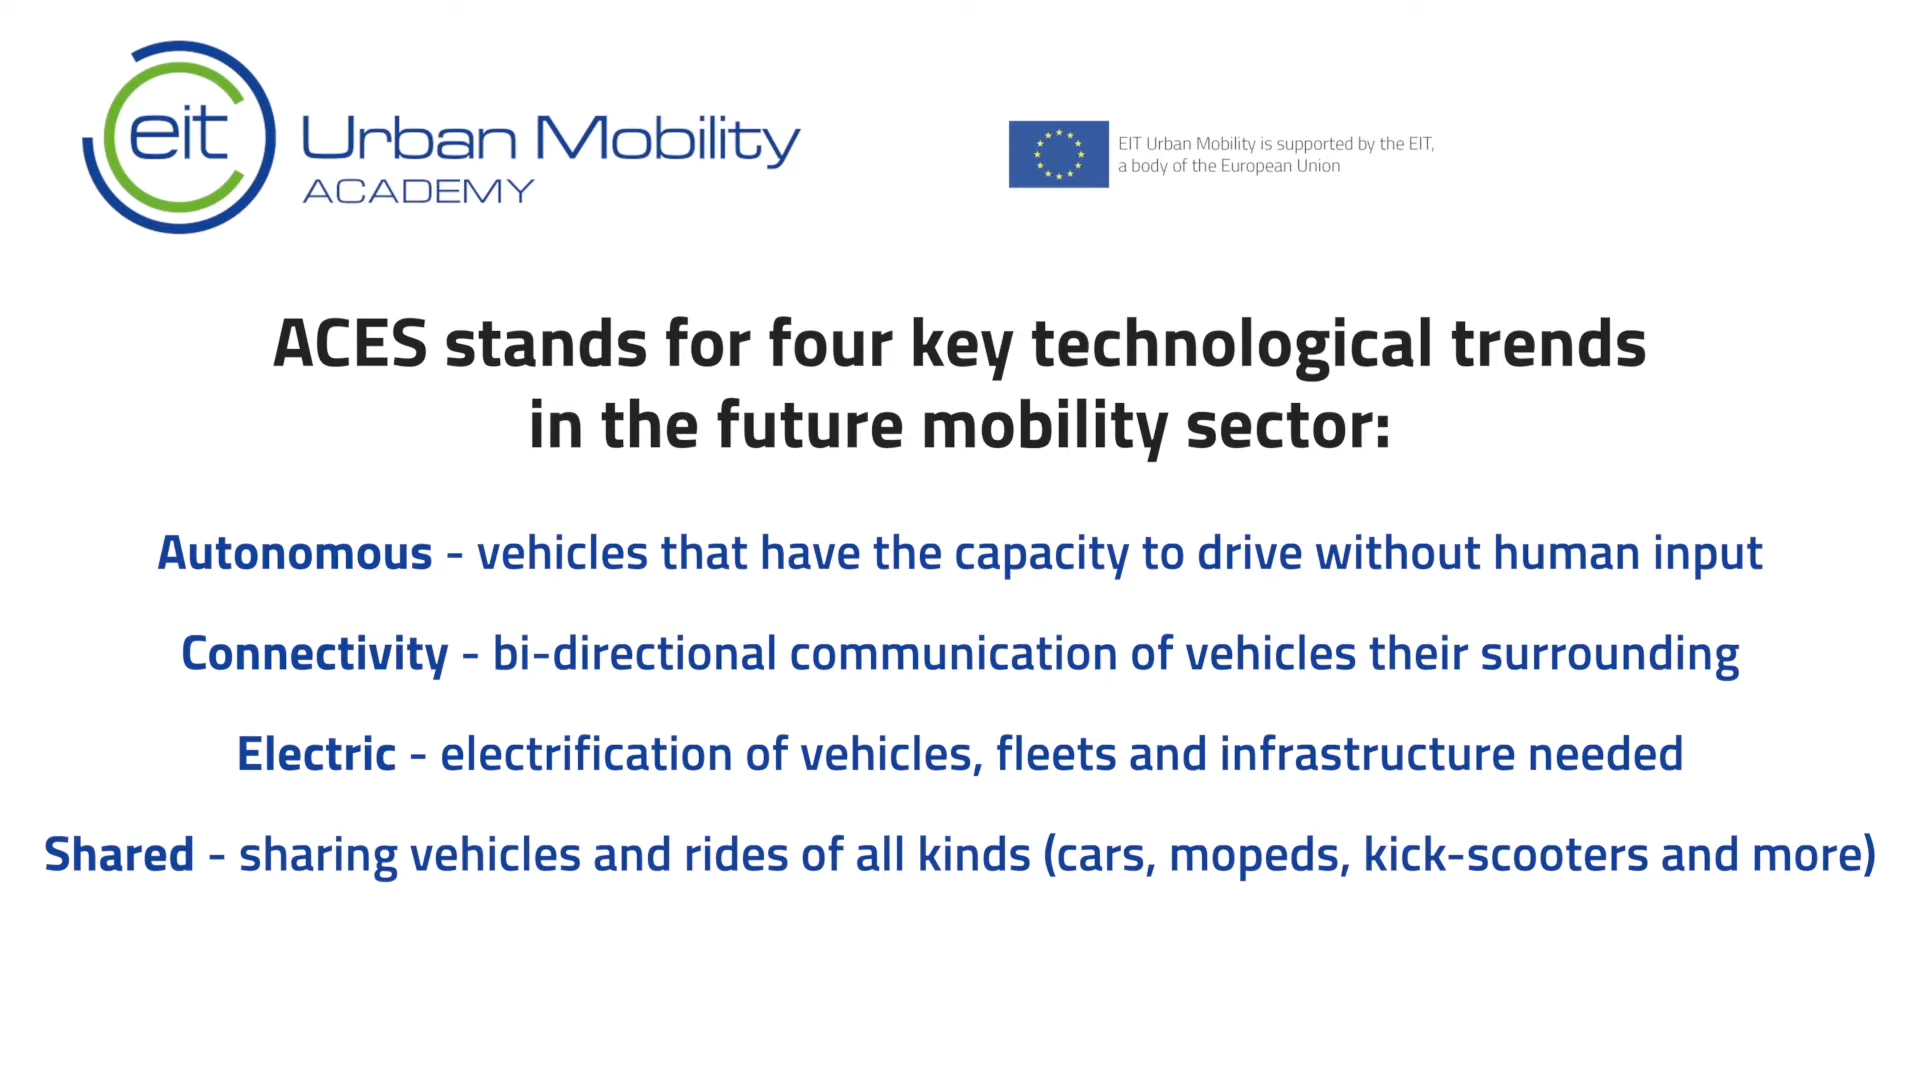 eit Urban Mobility
ACADEMY
EIT Urban Mobility is supported by the EIT,
a body of the European Union
ACES stands for four key technological trends
in the future mobility sector:
Autonomous - vehicles that have the capacity to drive without human input
Connectivity - bi-directional communication of vehicles their surrounding
Electric - electrification of vehicles, fleets and infrastructure needed
Shared - sharing vehicles and rides of all kinds (cars, mopeds, kick-scooters and more)